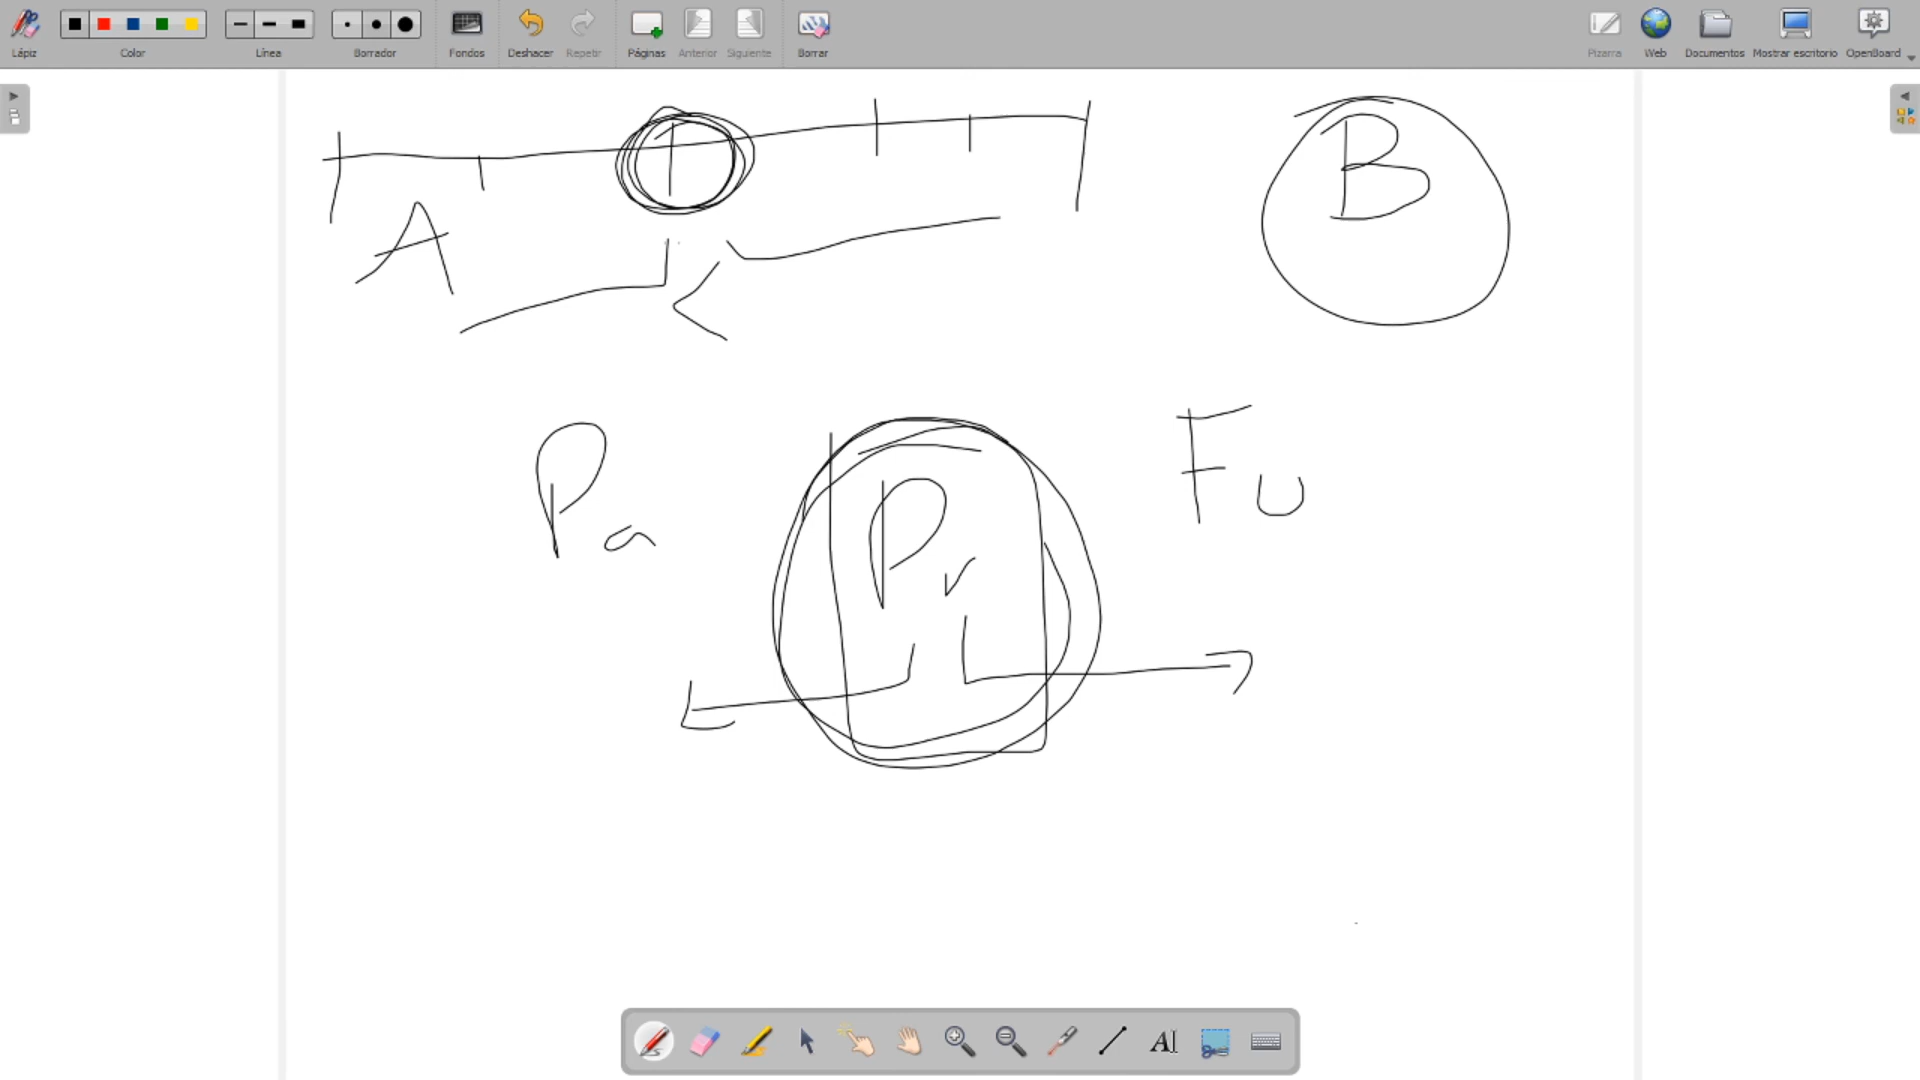 Lápiz Color Línea Borrador Fondos Deshacer Repetir Páginas Anterior Siguiente Borrar Pizarra Web Documentos Mostrar escritorio OpenBoard
A B
Pa Pr Fu
AI